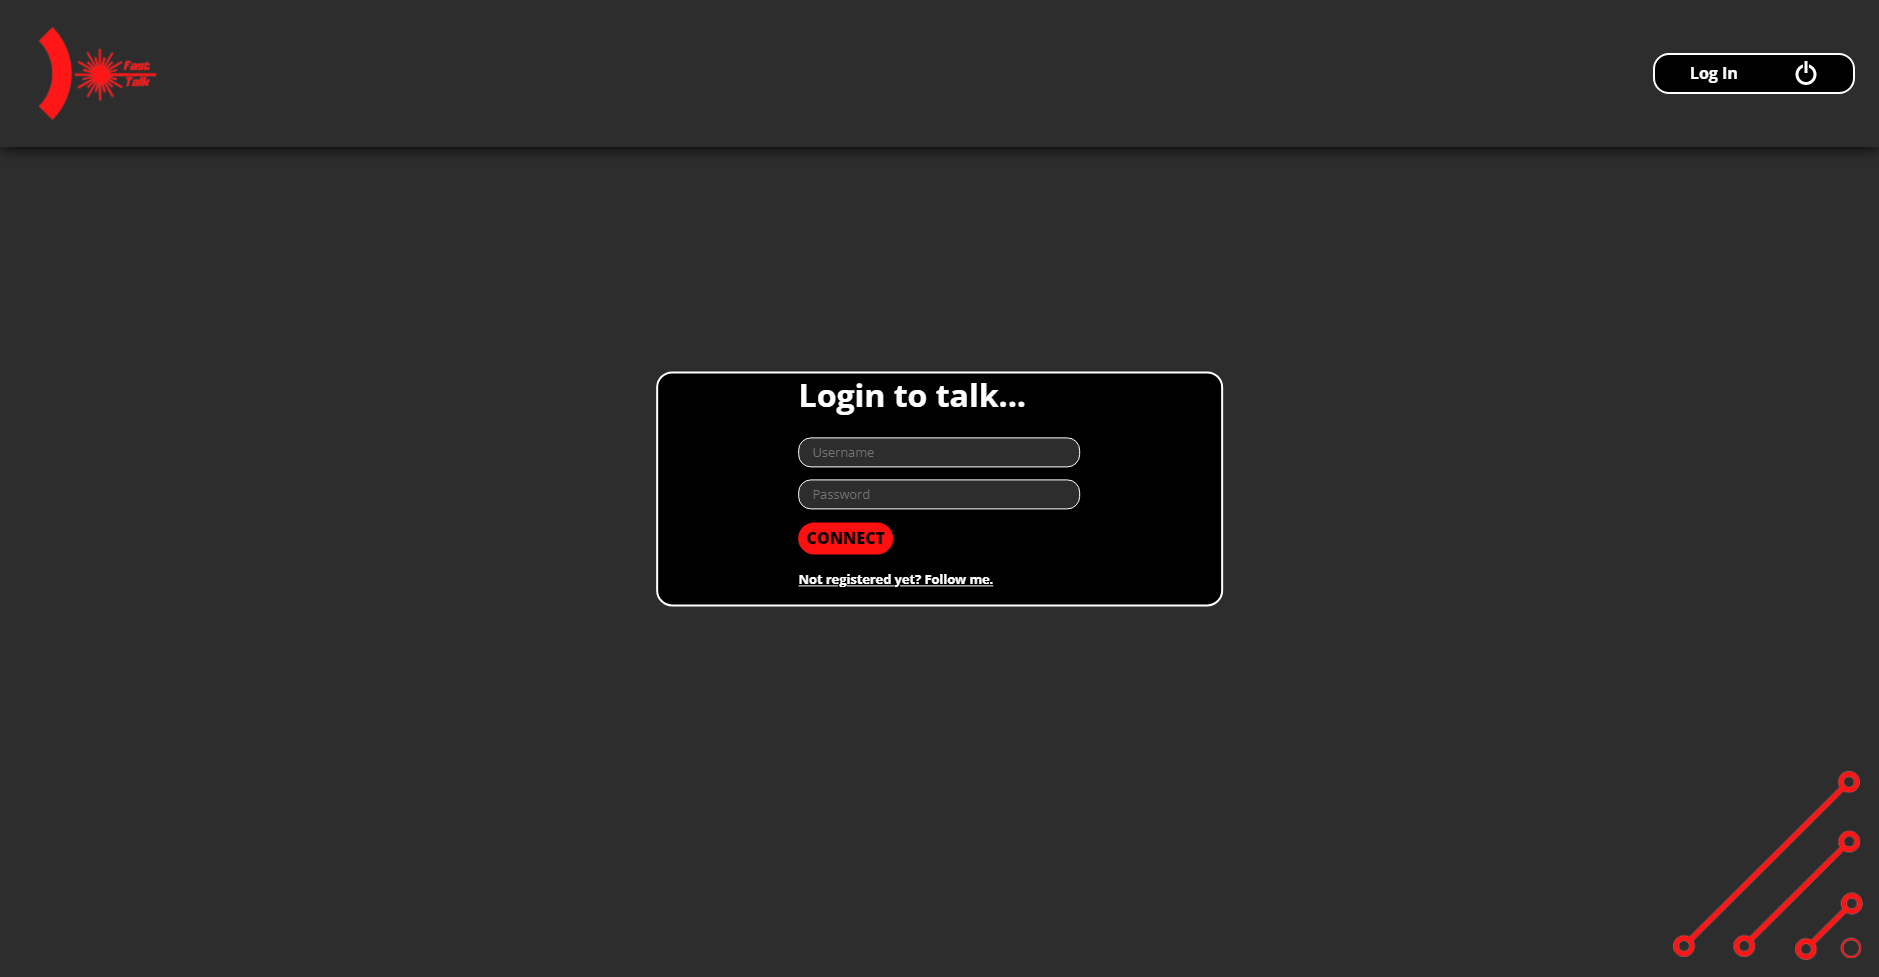 Fast
Talk
Log In
Login to talk...
Username
Password
CONNECT
Not registered yet? Follow me.